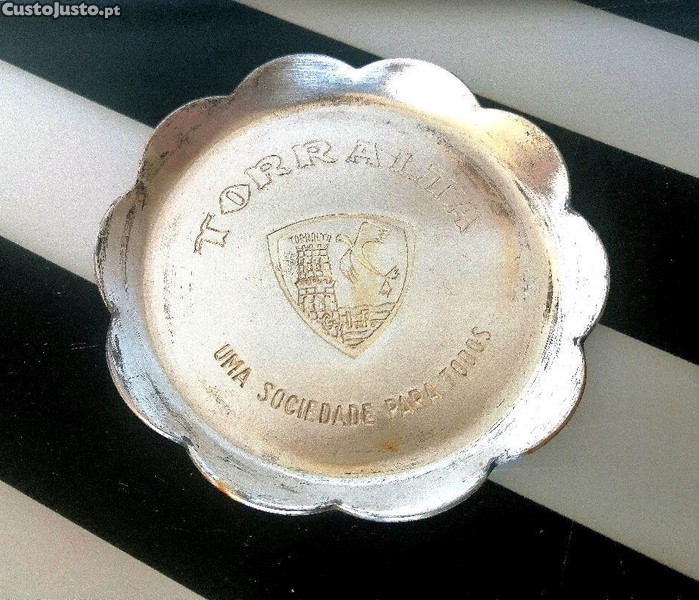 CustoJusto.pt
TORRALTA
UMA SOCIEDADE PARA TODOS